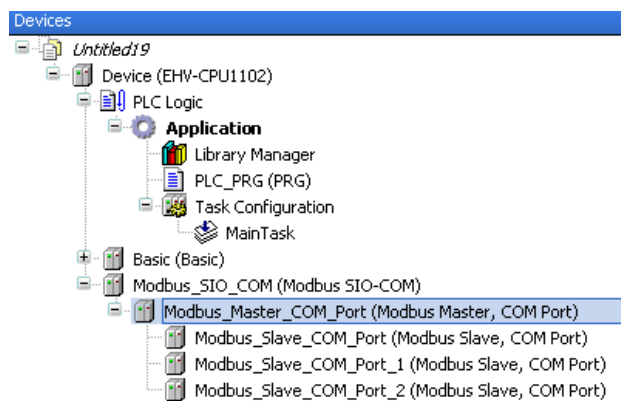 Devices
Untitled19
Device (EHV-CPU1102)
PLC Logic
Application
Library Manager
PLC_PRG (PRG)
Task Configuration
MainTask
Basic (Basic)
Modbus_SIO_COM (Modbus SIO-COM)
Modbus_Master_COM_Port (Modbus Master, COM Port)
Modbus_Slave_COM_Port (Modbus Slave, COM Port)
Modbus_Slave_COM_Port_1 (Modbus Slave, COM Port)
Modbus_Slave_COM_Port_2 (Modbus Slave, COM Port)